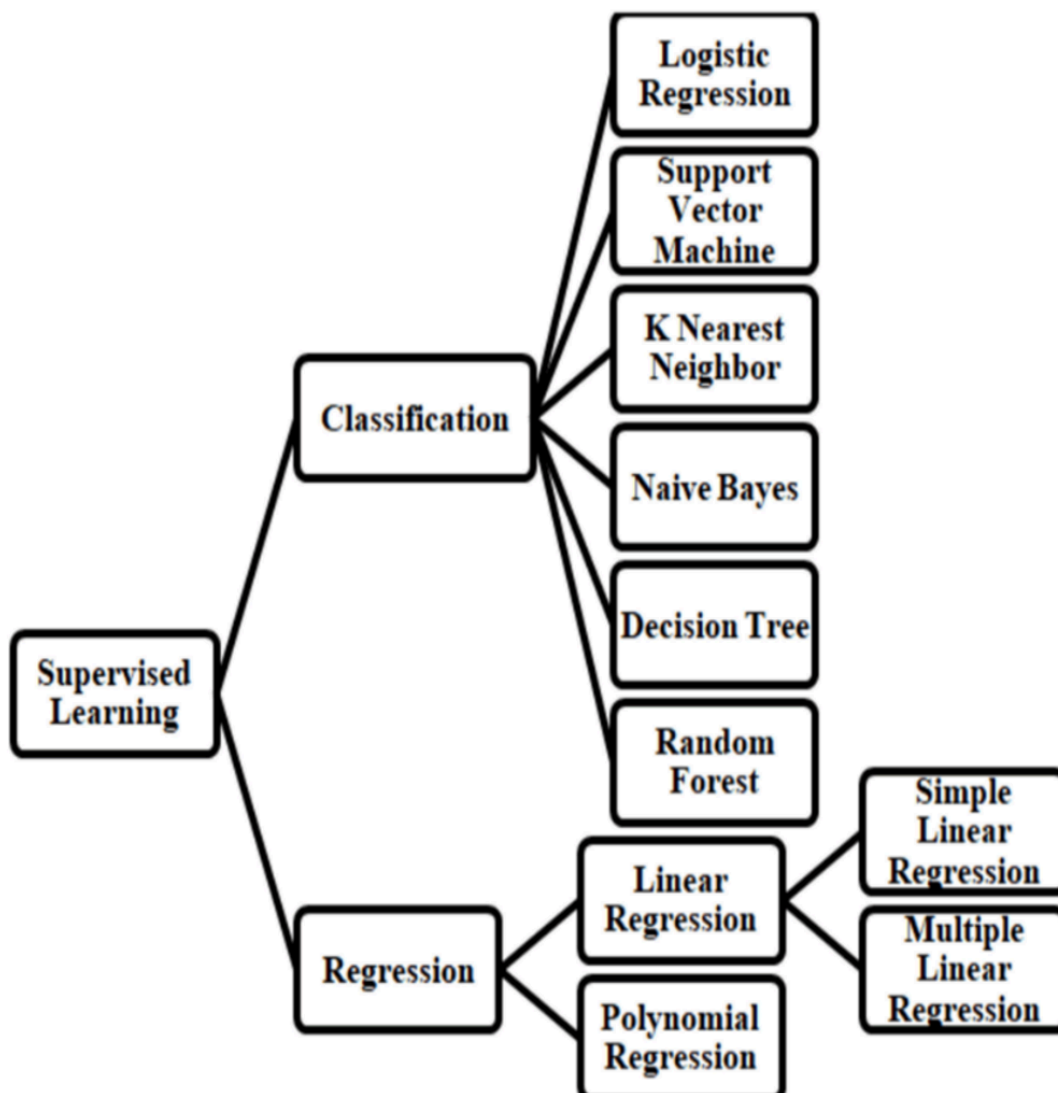 Logistic
Regression
Support
Vector
Machine
K Nearest
Neighbor
Classification
Naive Bayes
Decision Tree
Supervised
Learning
Random
Forest
Simple
Linear
Regression
Linear
Regression
Multiple
Linear
Regression
Regression
Polynomial
Regression